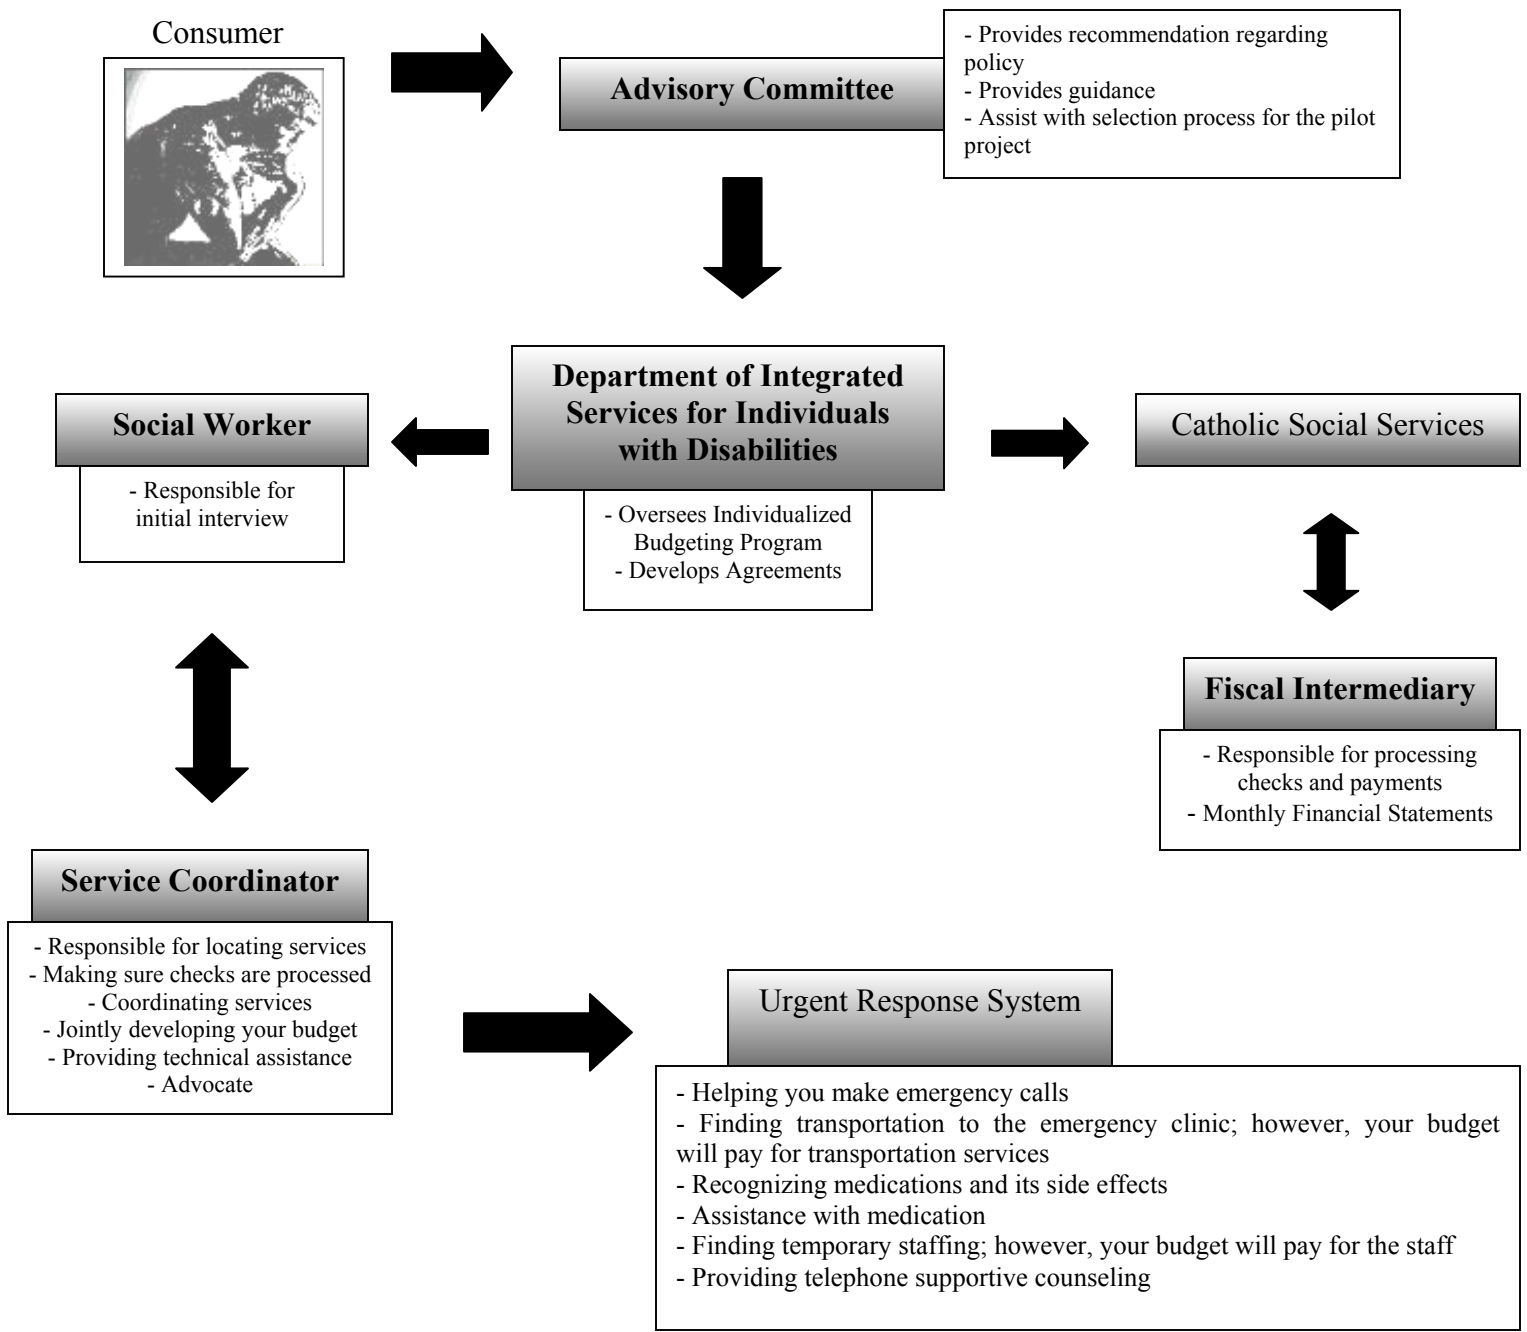 Consumer
Advisory Committee
- Provides recommendation regarding
policy
- Provides guidance
- Assist with selection process for the pilot
project
Department of Integrated
Services for Individuals
with Disabilities
- Oversees Individualized
Budgeting Program
- Develops Agreements
Social Worker
- Responsible for
initial interview
Catholic Social Services
Fiscal Intermediary
- Responsible for processing
checks and payments
- Monthly Financial Statements
Service Coordinator
- Responsible for locating services
- Making sure checks are processed
- Coordinating services
- Jointly developing your budget
- Providing technical assistance
- Advocate
Urgent Response System
- Helping you make emergency calls
- Finding transportation to the emergency clinic; however, your budget
will pay for transportation services
- Recognizing medications and its side effects
- Assistance with medication
- Finding temporary staffing; however, your budget will pay for the staff
- Providing telephone supportive counseling